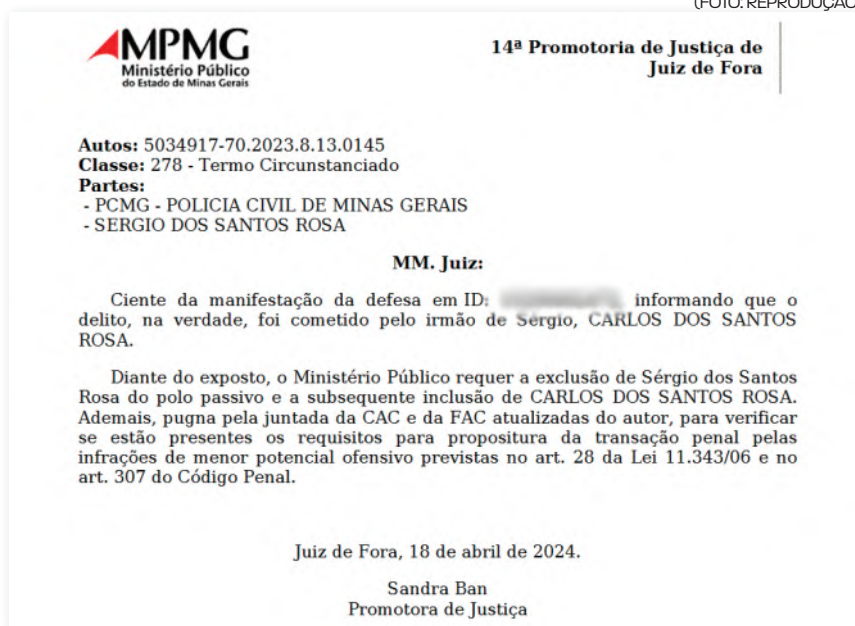 (FOTO: REPRODUÇÃO
MPMG
Ministério Público
do Estado de Minas Gerais
14ª Promotoria de Justiça de
Juiz de Fora
Autos: 5034917-70.2023.8.13.0145
Classe: 278 - Termo Circunstanciado
Partes:
- PCMG - POLICIA CIVIL DE MINAS GERAIS
- SERGIO DOS SANTOS ROSA
MM. Juiz:
Ciente da manifestação da defesa em ID: informando que o
delito, na verdade, foi cometido pelo irmão de Sérgio, CARLOS DOS SANTOS
ROSA.
Diante do exposto, o Ministério Público requer a exclusão de Sérgio dos Santos
Rosa do polo passivo e a subsequente inclusão de CARLOS DOS SANTOS ROSA.
Ademais, pugna pela juntada da CAC e da FAC atualizadas do autor, para verificar
se estão presentes os requisitos para propositura da transação penal pelas
infrações de menor potencial ofensivo previstas no art. 28 da Lei 11.343/06 e no
art. 307 do Código Penal.
Juiz de Fora, 18 de abril de 2024.
Sandra Ban
Promotora de Justiça